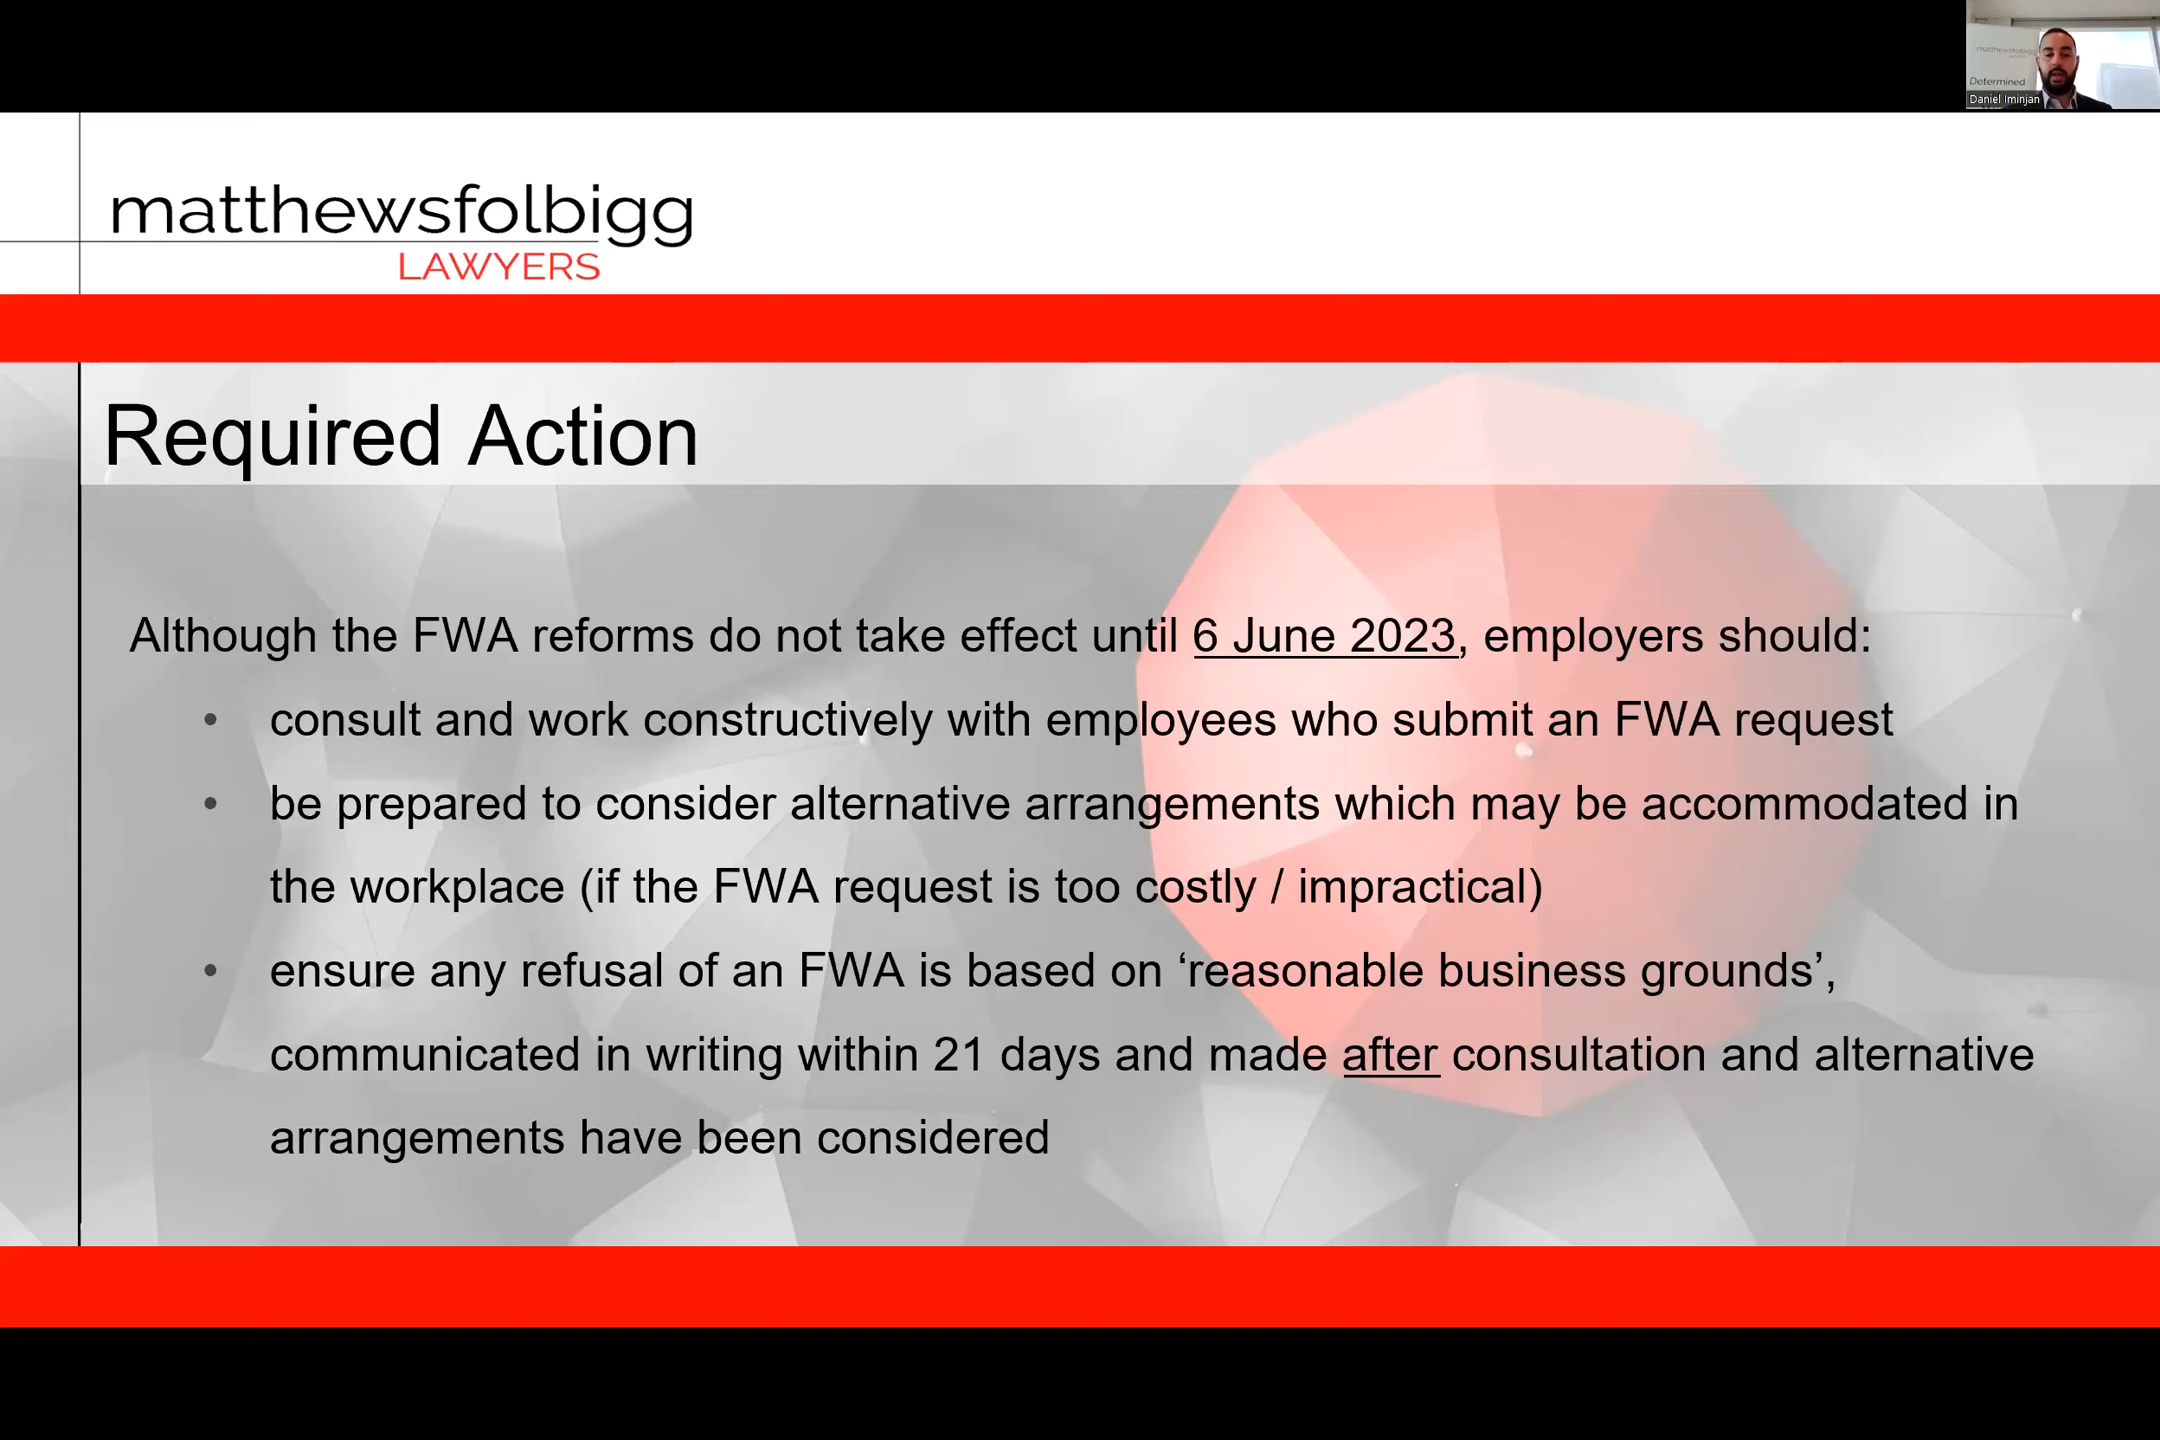 matthewsfolbigg
Determined
Daniel Iminjan
matthewsfolbigg
LAWYERS
Required Action
Although the FWA reforms do not take effect until 6 June 2023, employers should:
• consult and work constructively with employees who submit an FWA request
• be prepared to consider alternative arrangements which may be accommodated in
the workplace (if the FWA request is too costly / impractical)
• ensure any refusal of an FWA is based on ‘reasonable business grounds’,
communicated in writing within 21 days and made after consultation and alternative
arrangements have been considered